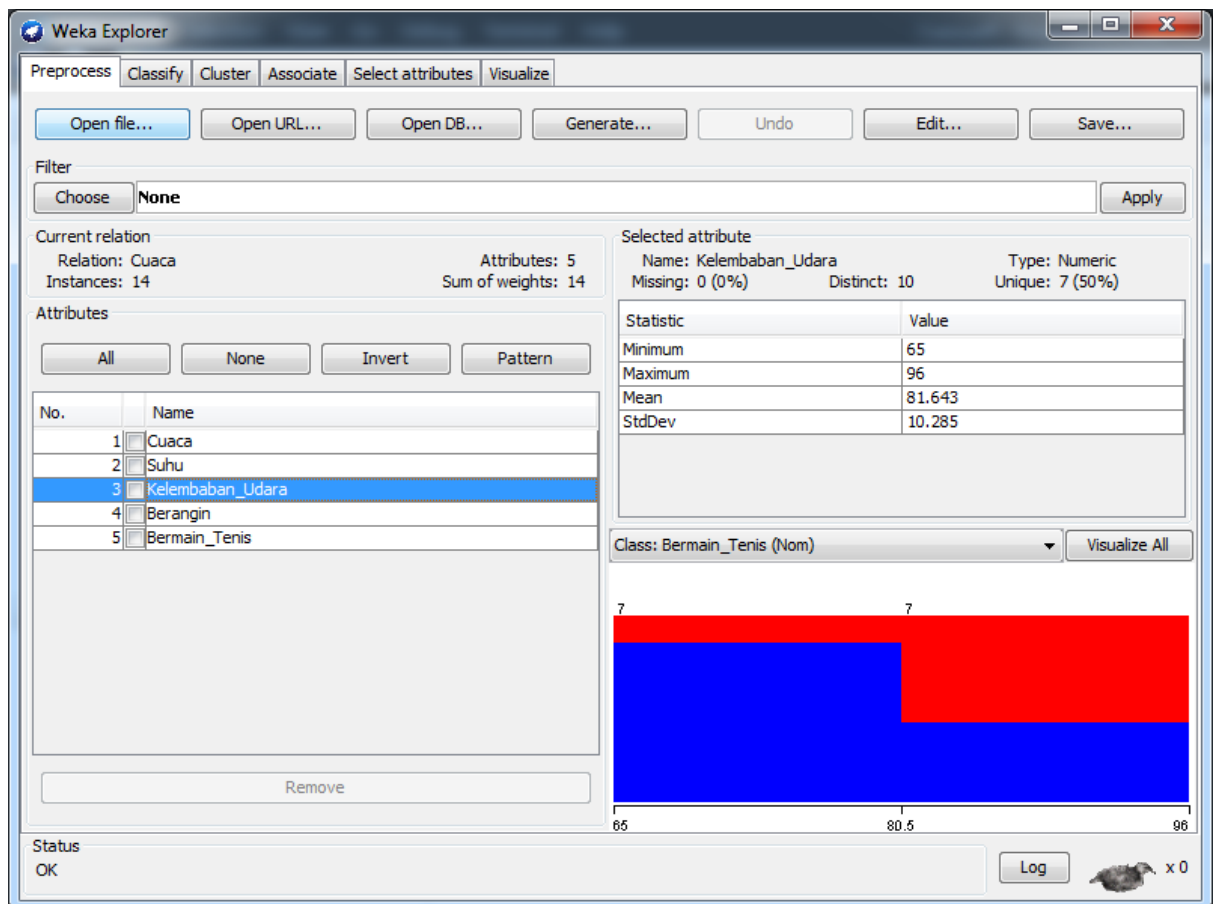 Weka Explorer
Preprocess Classify Cluster Associate Select attributes Visualize
Open file... Open URL... Open DB... Generate... Undo Edit... Save...
Filter
Choose None Apply
Current relation
Relation: Cuaca Attributes: 5
Instances: 14 Sum of weights: 14
Attributes
All None Invert Pattern
No. Name
1 Cuaca
2 Suhu
3 Kelembaban_Udara
4 Berangin
5 Bermain_Tenis
Remove
Selected attribute
Name: Kelembaban_Udara Type: Numeric
Missing: 0 (0%) Distinct: 10 Unique: 7 (50%)
Statistic Value
Minimum 65
Maximum 96
Mean 81.643
StdDev 10.285
Class: Bermain_Tenis (Nom) Visualize All
7 7
65 80.5 96
Status
OK Log x 0